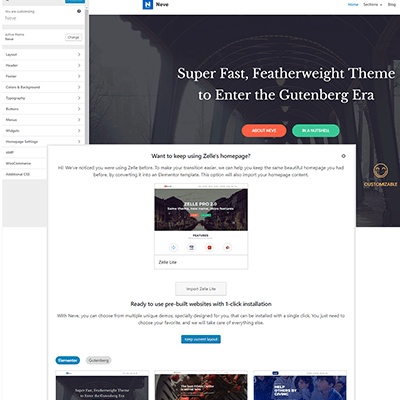 You are customizing
Active theme
Neve
Change
Layout
Header
Footer
Colors & Background
Typography
Buttons
Menus
Widgets
Homepage Settings
AMP
WooCommerce
Additional CSS
Neve
Home
Sections
Blog
Super Fast, Featherweight Theme
to Enter the Gutenberg Era
ABOUT NEVE
IN A NUTSHELL
CUSTOMIZABLE
Want to keep using Zelle's homepage?
Hi! We've noticed you were using Zelle before. To make your transition easier, we can help you keep the same beautiful homepage you had
before, by converting it into an Elementor template. This option will also import your homepage content.
ZELLE PRO 2.0
Same theme, new name, more features
FEATURES
Zelle Lite
Import Zelle Lite
Ready to use pre-built websites with 1-click installation
With Neve, you can choose from multiple unique demos, specially designed for you, that can be installed with a single click. You just need to
choose your favorite, and we will take care of everything else.
Keep current layout
Elementor
Gutenberg
Super Fast, Featherweight Theme
to Enter the Gutenberg Era
HELP
OTHERS
BY GIVING